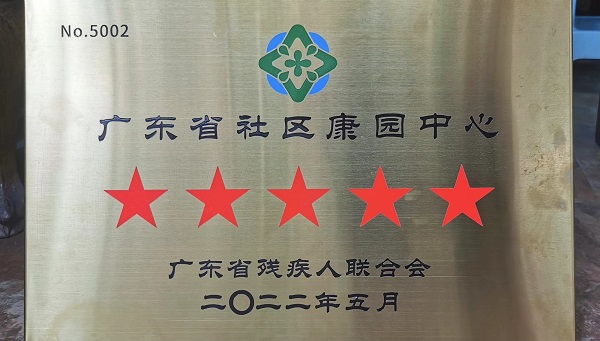 No.5002
广东省社区康园中心
广东省残疾人联合会
二〇二二年五月